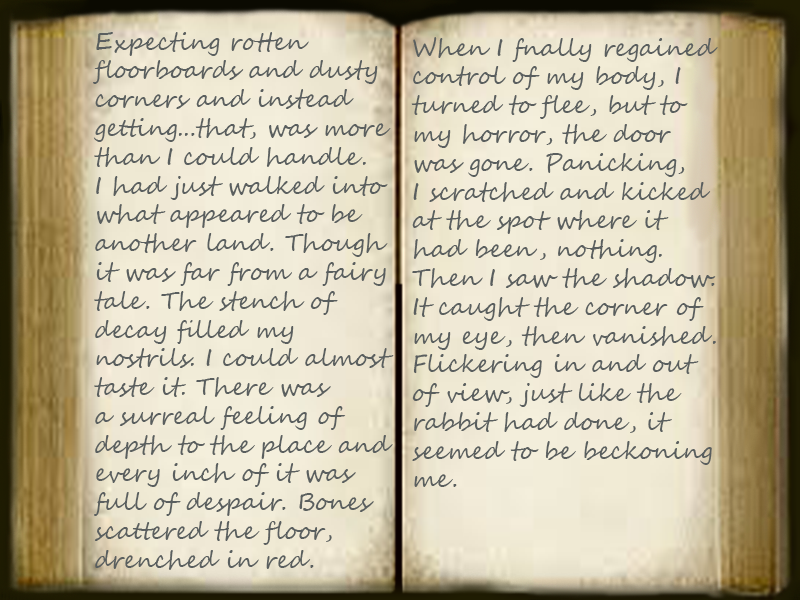 Expecting rotten
floorboards and dusty
corners and instead
getting...that, was more
than I could handle.
I had just walked into
what appeared to be
another land. Though
it was far from a fairy
tale. The stench of
decay filled my
nostrils. I could almost
taste it. There was
a surreal feeling of
depth to the place and
every inch of it was
full of despair. Bones
scattered the floor,
drenched in red.
When I fnally regained
control of my body, I
turned to flee, but to
my horror, the door
was gone. Panicking,
I scratched and kicked
at the spot where it
had been, nothing.
Then I saw the shadow.
It caught the corner of
my eye, then vanished.
Flickering in and out
of view, just like the
rabbit had done, it
seemed to be beckoning
me.